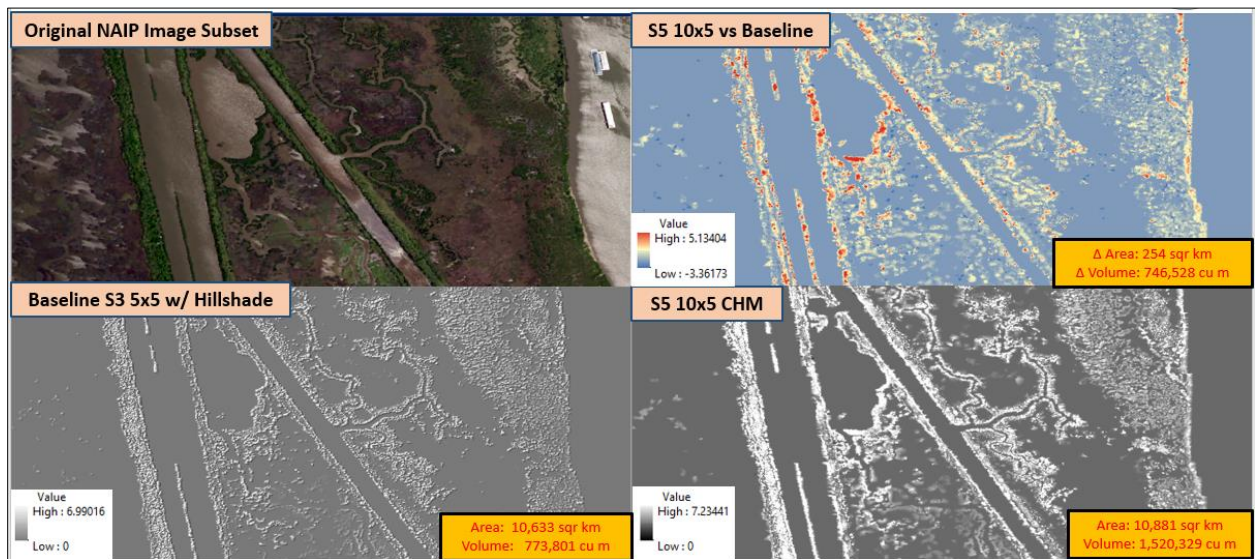 Original NAIP Image Subset
S5 10x5 vs Baseline
Value
High : 5.13404
Low : -3.36173
Δ Area: 254 sqr km
Δ Volume: 746,528 cu m
Baseline S3 5x5 w/ Hillshade
Value
High : 6.99016
Low : 0
Area: 10,633 sqr km
Volume: 773,801 cu m
S5 10x5 CHM
Value
High : 7.23441
Low : 0
Area: 10,881 sqr km
Volume: 1,520,329 cu m